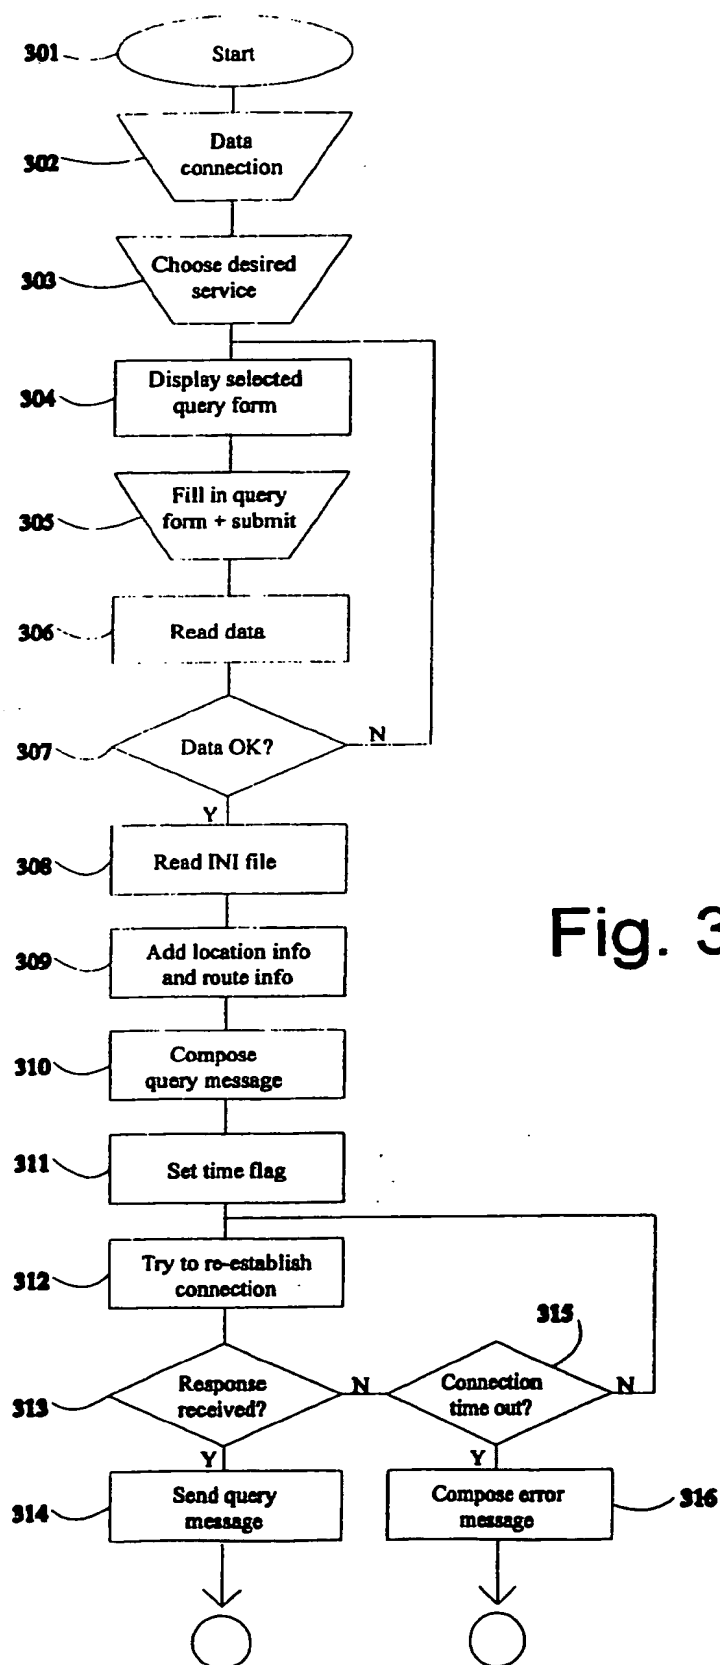 301
Start
302
Data
connection
303
Choose desired
service
304
Display selected
query form
305
Fill in query
form + submit
306
Read data
307
Data OK?
N
Y
308
Read INI file
Fig. 3
309
Add location info
and route info
310
Compose
query message
311
Set time flag
312
Try to re-establish
connection
315
313
Response
received?
N
Connection
time out?
N
Y
Y
314
Send query
message
Compose error
message
316